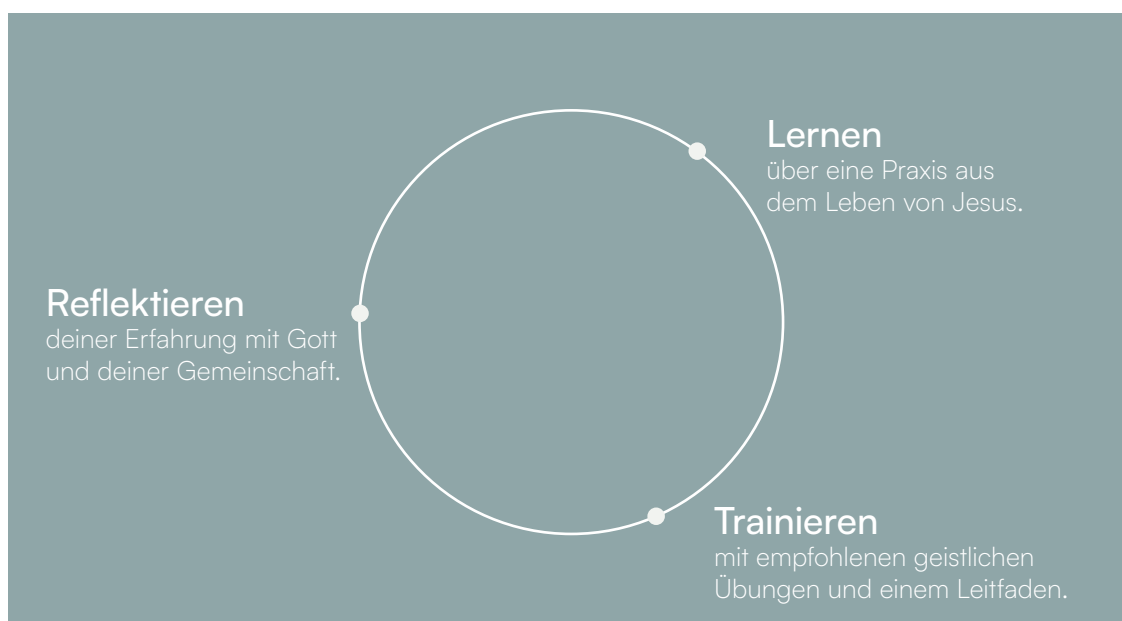 Lernen
über eine Praxis aus
dem Leben von Jesus.
Reflektieren
deiner Erfahrung mit Gott
und deiner Gemeinschaft.
Trainieren
mit empfohlenen geistlichen
Übungen und einem Leitfaden.